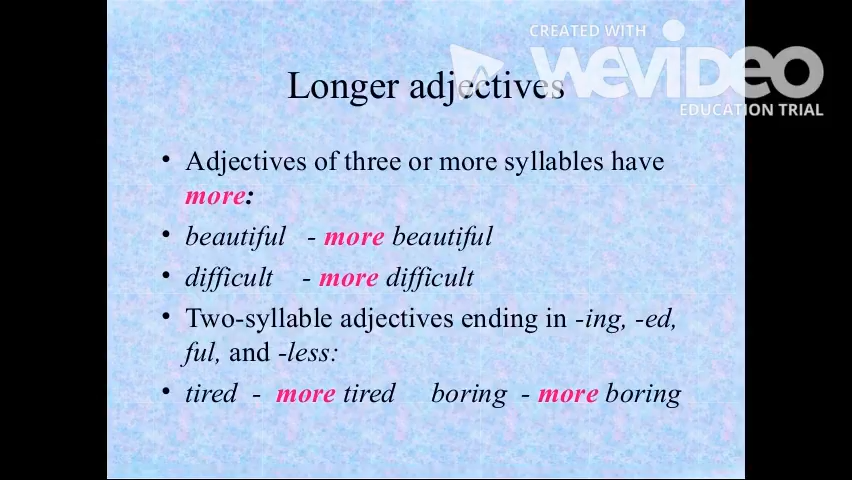 CREATED WITH
WEVIDEO
EDUCATION TRIAL
Longer adjectives
• Adjectives of three or more syllables have
more:
• beautiful - more beautiful
• difficult - more difficult
• Two-syllable adjectives ending in -ing, -ed,
ful, and -less:
• tired - more tired boring - more boring